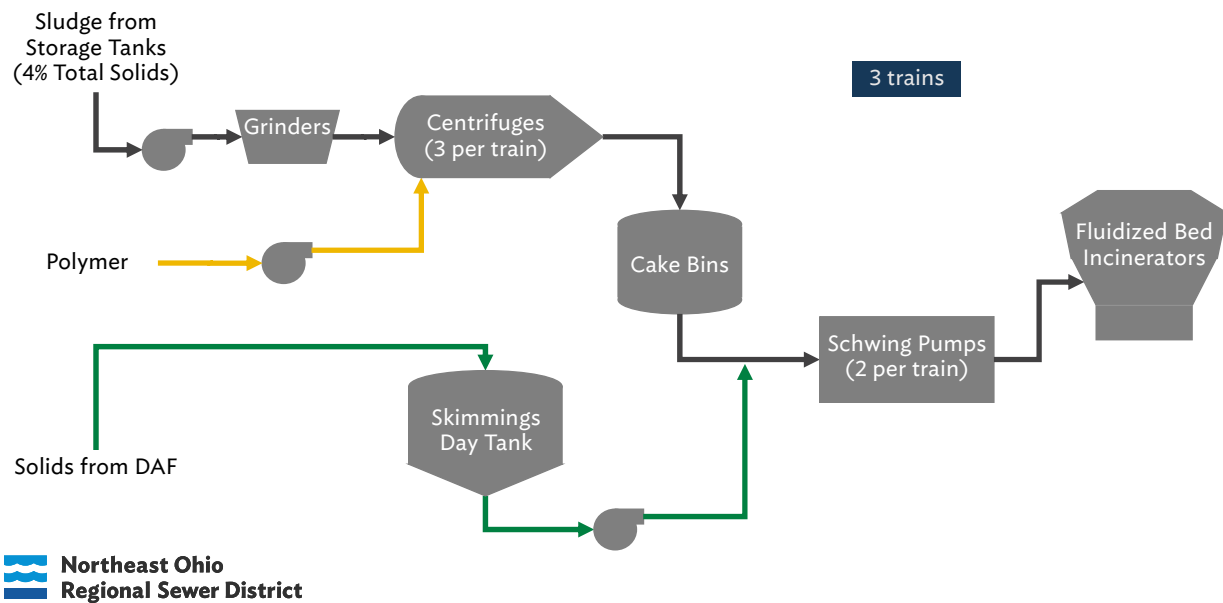 Sludge from
Storage Tanks
(4% Total Solids)
3 trains
Grinders
Centrifuges
(3 per train)
Polymer
Cake Bins
Fluidized Bed
Incinerators
Schwing Pumps
(2 per train)
Skimmings
Day Tank
Solids from DAF
Northeast Ohio
Regional Sewer District